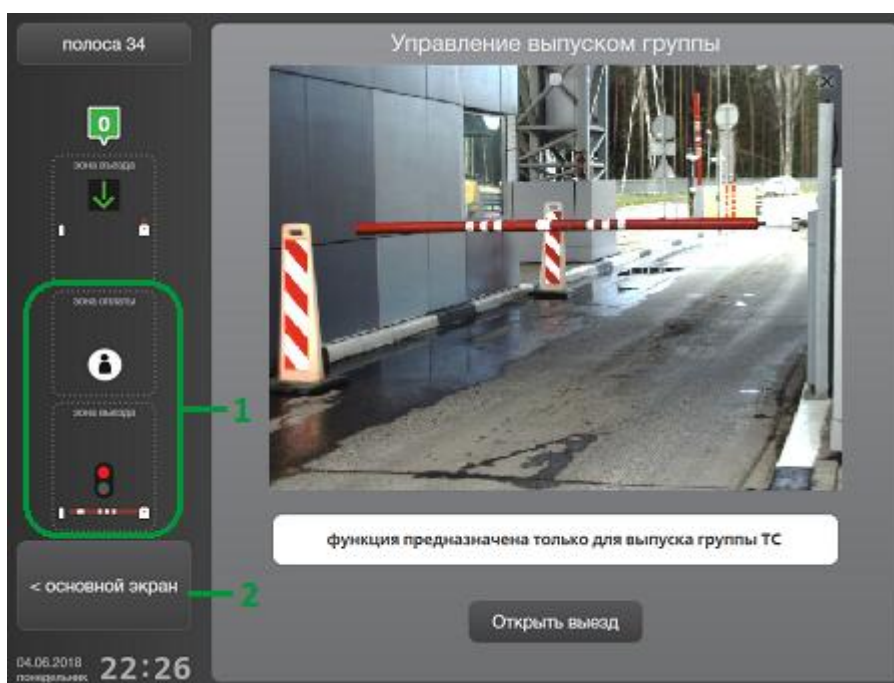 полоса 34
0
зона въезда
зона оплаты
зона выезда
1
< основной экран
2
04.06.2018
понедельник
22:26
Управление выпуском группы
функция предназначена только для выпуска группы ТС
Открыть выезд